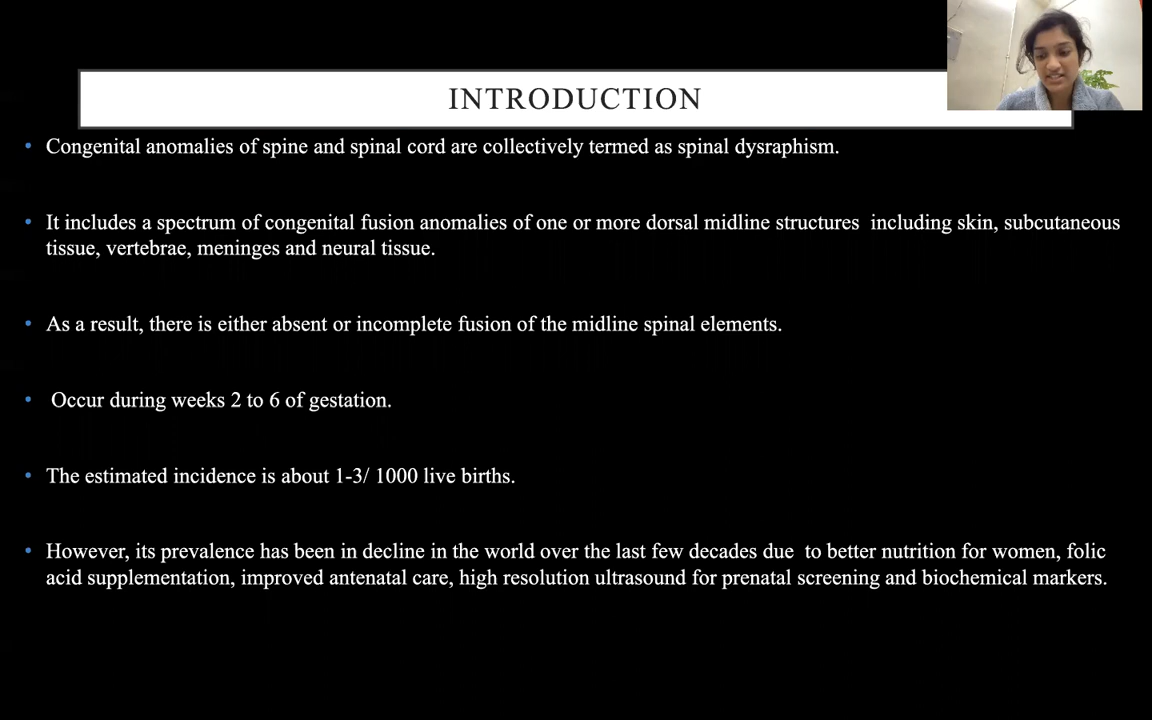 INTRODUCTION
• Congenital anomalies of spine and spinal cord are collectively termed as spinal dysraphism.
• It includes a spectrum of congenital fusion anomalies of one or more dorsal midline structures  including skin, subcutaneous
tissue, vertebrae, meninges and neural tissue.
• As a result, there is either absent or incomplete fusion of the midline spinal elements.
• Occur during weeks 2 to 6 of gestation.
• The estimated incidence is about 1-3/ 1000 live births.
• However, its prevalence has been in decline in the world over the last few decades due  to better nutrition for women, folic
acid supplementation, improved antenatal care, high resolution ultrasound for prenatal screening and biochemical markers.